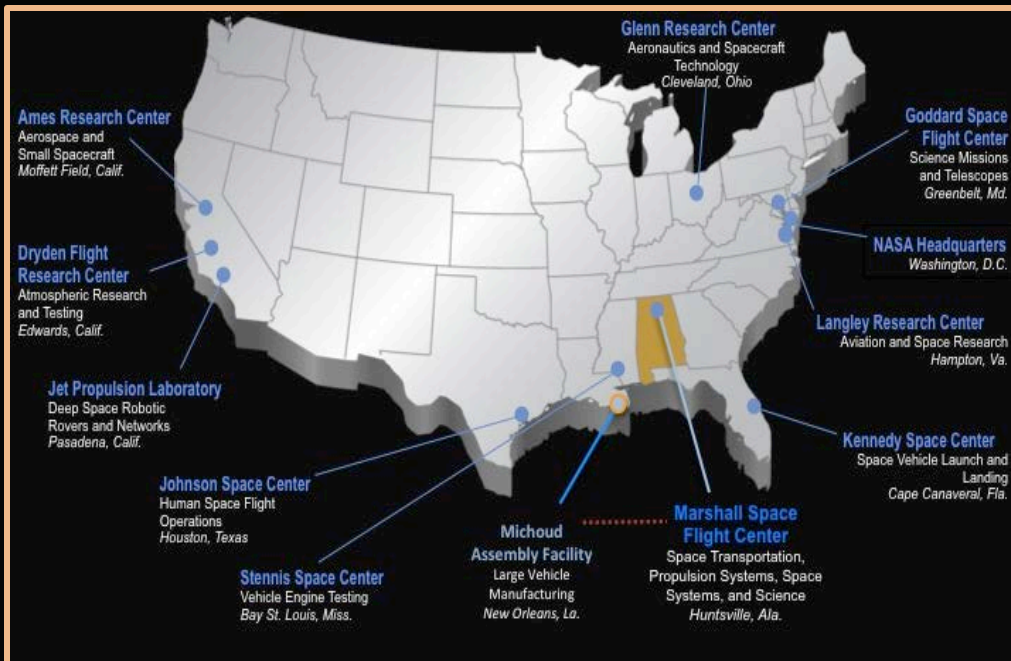 Glenn Research Center
Aeronautics and Spacecraft
Technology
Cleveland, Ohio
Ames Research Center
Aerospace and
Small Spacecraft
Moffett Field, Calif.
Goddard Space
Flight Center
Science Missions
and Telescopes
Greenbelt, Md.
Dryden Flight
Research Center
Atmospheric Research
and Testing
Edwards, Calif.
NASA Headquarters
Washington, D.C.
Langley Research Center
Aviation and Space Research
Hampton, Va.
Jet Propulsion Laboratory
Deep Space Robotic
Rovers and Networks
Pasadena, Calif.
Kennedy Space Center
Space Vehicle Launch and
Landing
Cape Canaveral, Fla.
Johnson Space Center
Human Space Flight
Operations
Houston, Texas
Stennis Space Center
Vehicle Engine Testing
Bay St. Louis, Miss.
Michoud
Assembly Facility
Large Vehicle
Manufacturing
New Orleans, La.
Marshall Space
Flight Center
Space Transportation,
Propulsion Systems, Space
Systems, and Science
Huntsville, Ala.